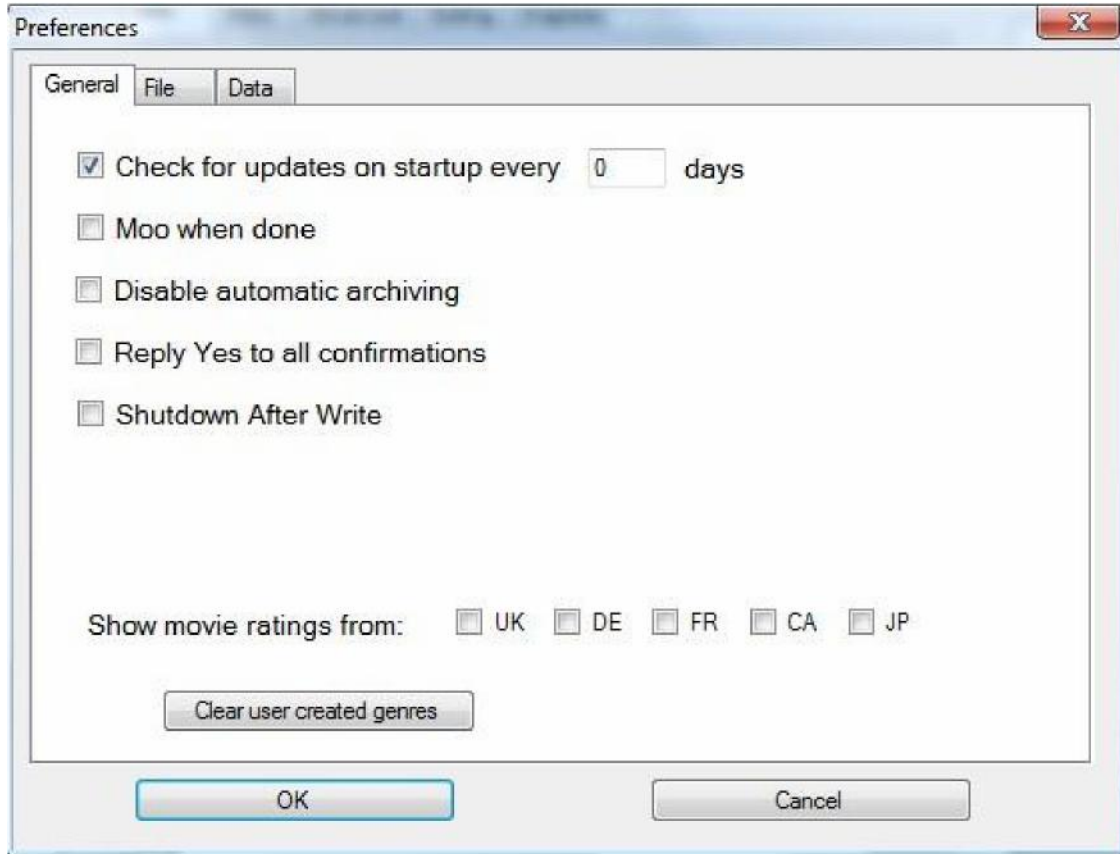 Preferences
General File Data
Check for updates on startup every 0 days
Moo when done
Disable automatic archiving
Reply Yes to all confirmations
Shutdown After Write
Show movie ratings from: UK DE FR CA JP
Clear user created genres
OK Cancel